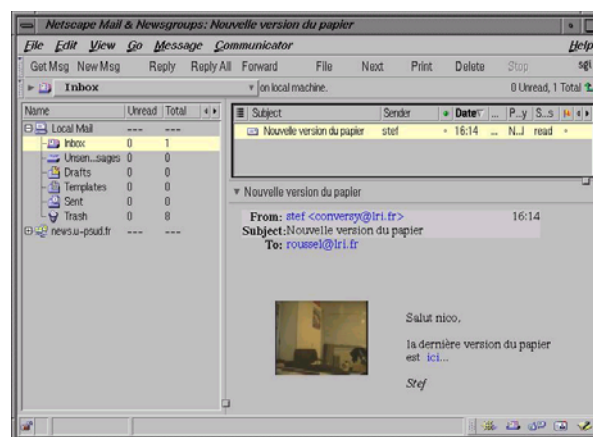 Netscape Mail & Newsgroups: Nouvelle version du papier
File Edit View Go Message Communicator Help
Get Msg New Msg Reply Reply All Forward File Next Print Delete Stop sgi
Inbox on local machine. 0 Unread, 1 Total
Name Unread Total
Subject Sender Date ... P...y S...s
Local Mail --- ---
Nouvelle version du papier stef 16:14 ... N...l read
Inbox 0 1
Unsen...sages 0 0
Drafts 0 0
Templates 0 0
Sent 0 0
Trash 0 8
news.u-psud.fr --- ---
Nouvelle version du papier
From: stef <conversy@lri.fr> 16:14
Subject: Nouvelle version du papier
To: roussel@lri.fr
Salut nico,
la dernière version du papier
est ici...
Stef